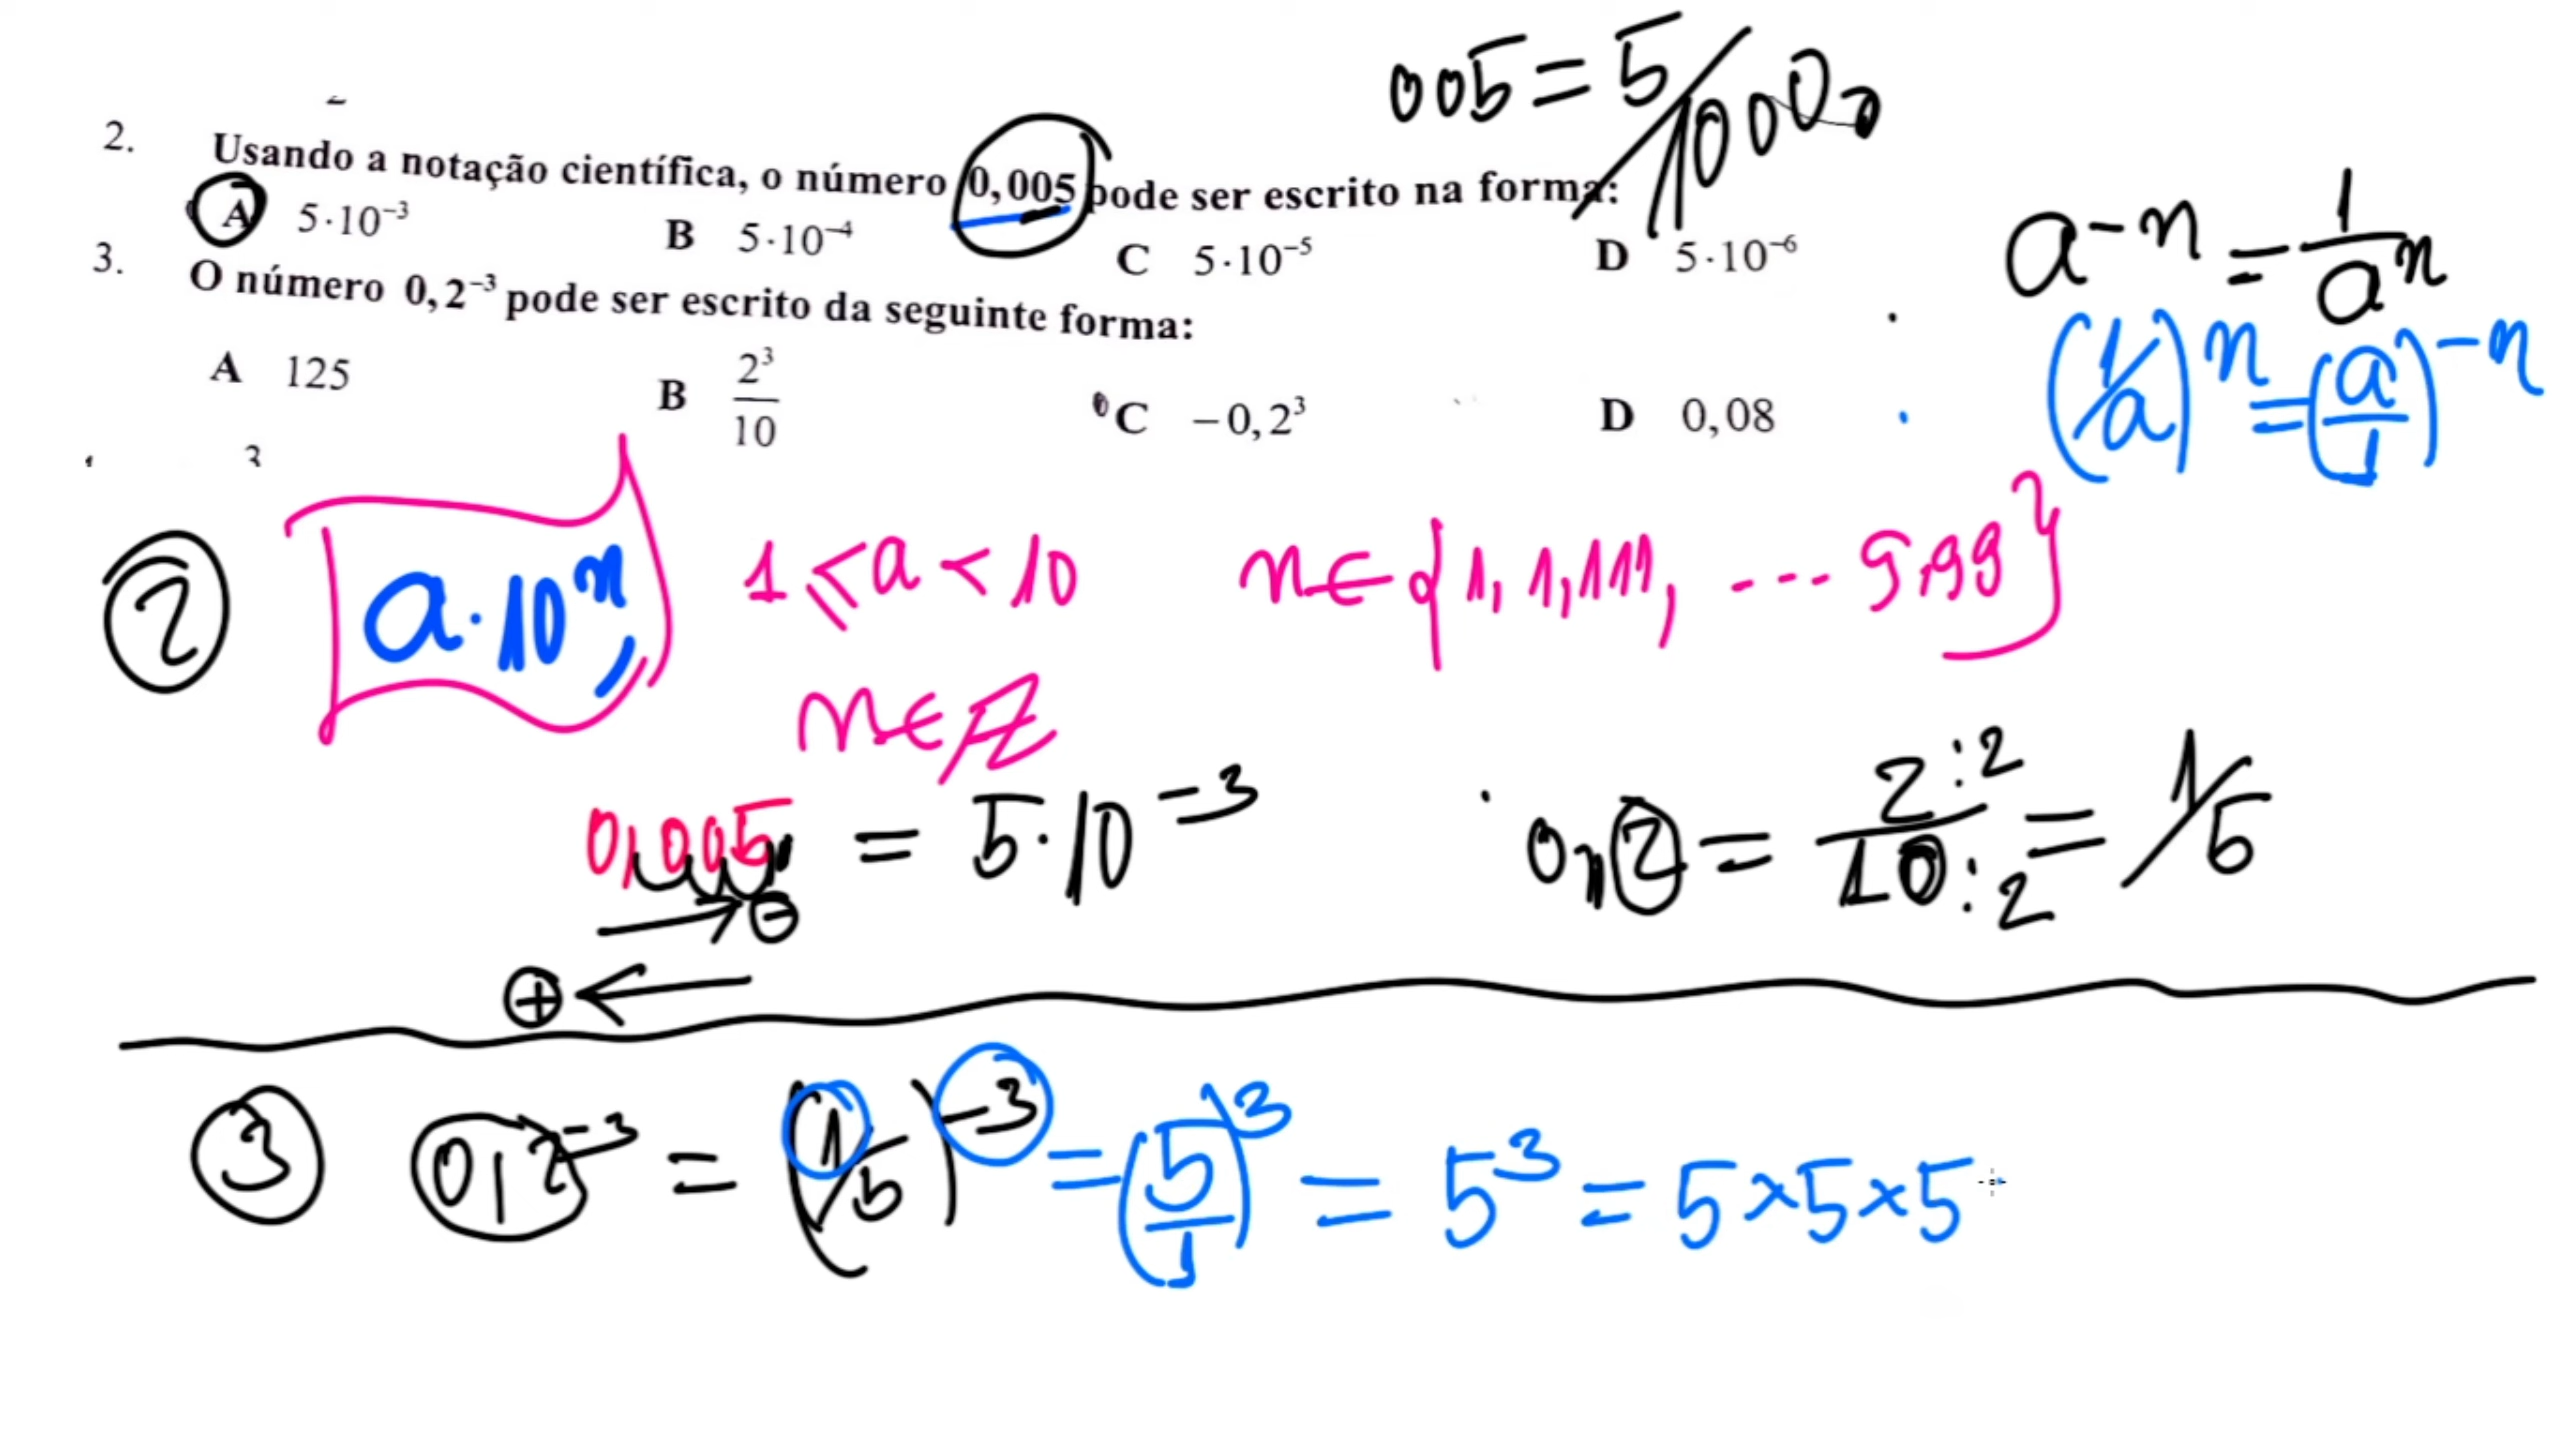 005 = 5/1000
2. Usando a notação científica, o número 0,005 pode ser escrito na forma:
A 5·10⁻³ B 5·10⁻⁴ C 5·10⁻⁵ D 5·10⁻⁶
a⁻ⁿ = 1/aⁿ
3. O número 0,2⁻³ pode ser escrito da seguinte forma:
(1/a)ⁿ = (a/1)⁻ⁿ
A 125 B 2³/10 C −0,2³ D 0,08
3
2 a·10ⁿ, 1 ≤ a < 10 n ∈ {1, 1,111, ... 9,99}
n ∈ Z
0,005 = 5·10⁻³ 0,2 = 2:2/10:2 = 1/5
−
+
3 0,2⁻³ = (1/5)⁻³ = (5/1)³ = 5³ = 5×5×5